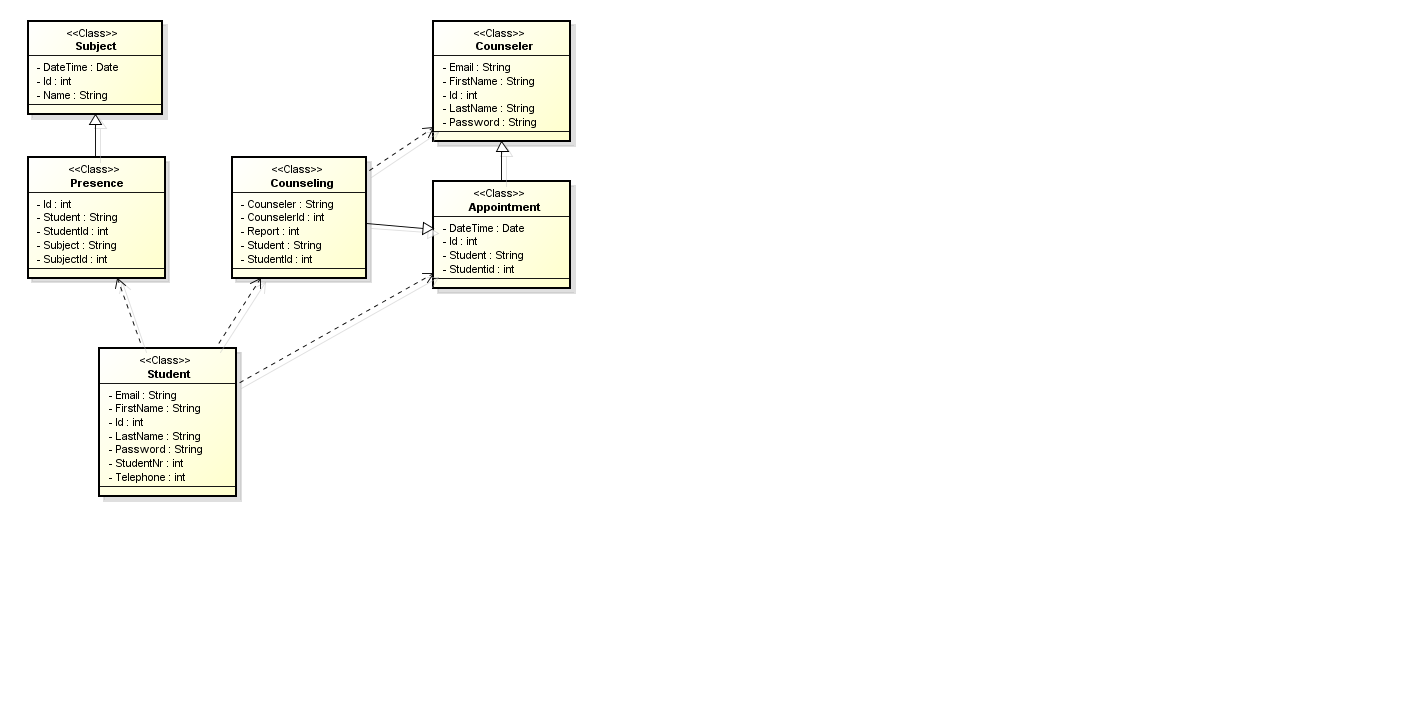 <<Class>>
Subject
- DateTime : Date
- Id : int
- Name : String
<<Class>>
Counseler
- Email : String
- FirstName : String
- Id : int
- LastName : String
- Password : String
<<Class>>
Presence
- Id : int
- Student : String
- StudentId : int
- Subject : String
- SubjectId : int
<<Class>>
Counseling
- Counseler : String
- CounselerId : int
- Report : int
- Student : String
- StudentId : int
<<Class>>
Appointment
- DateTime : Date
- Id : int
- Student : String
- Studentid : int
<<Class>>
Student
- Email : String
- FirstName : String
- Id : int
- LastName : String
- Password : String
- StudentNr : int
- Telephone : int